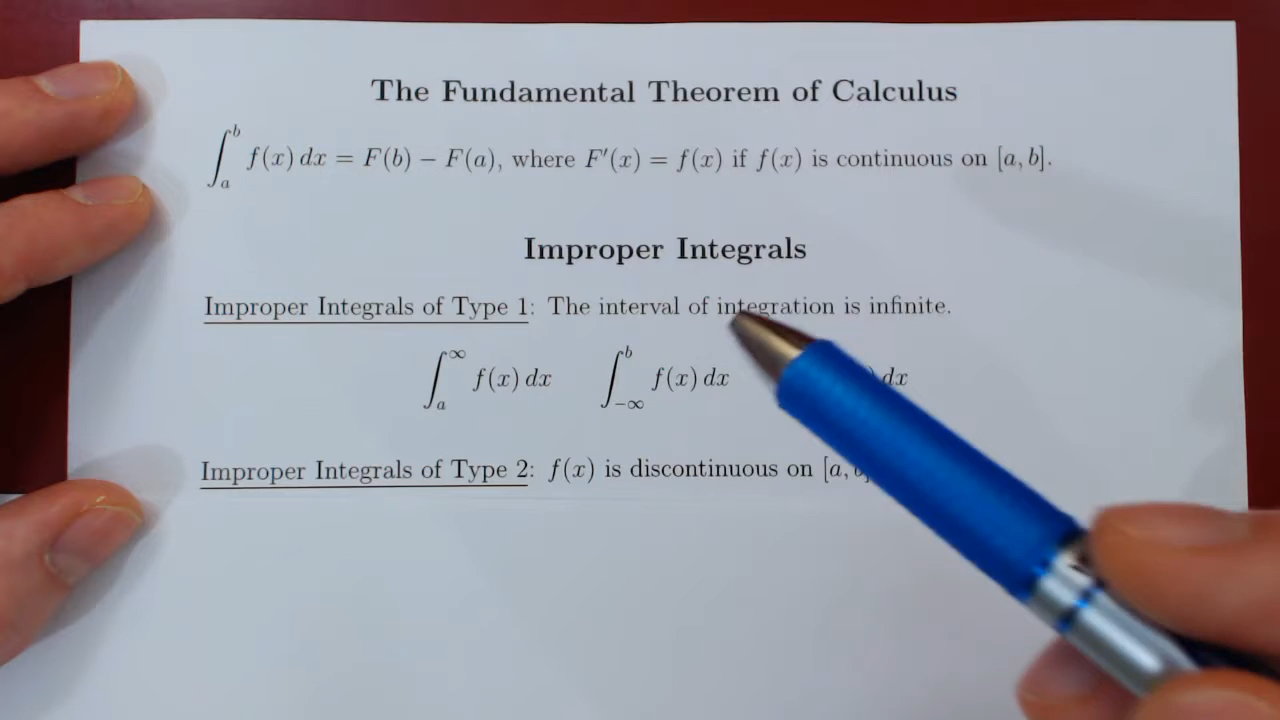 The Fundamental Theorem of Calculus
∫_a^b f(x) dx = F(b) − F(a), where F′(x) = f(x) if f(x) is continuous on [a, b].
Improper Integrals
Improper Integrals of Type 1: The interval of integration is infinite.
∫_a^∞ f(x) dx ∫_{−∞}^b f(x) dx ) dx
Improper Integrals of Type 2: f(x) is discontinuous on [a, b]